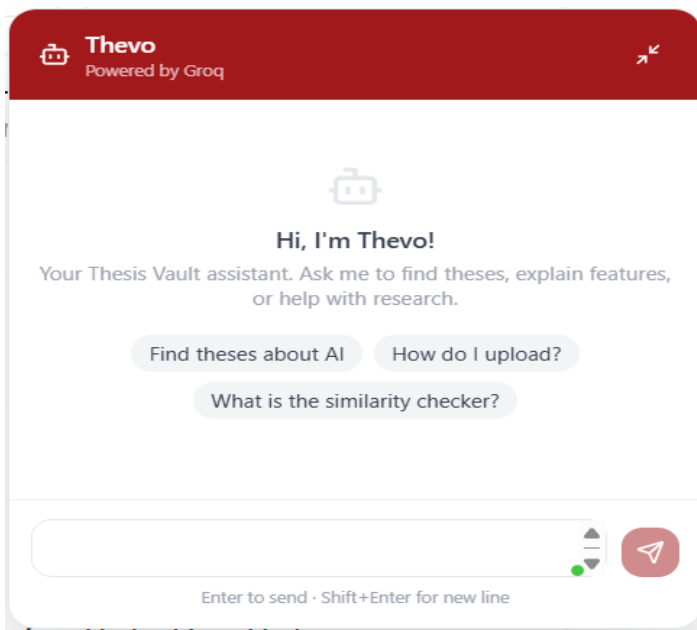 Thevo
Powered by Groq
Hi, I'm Thevo!
Your Thesis Vault assistant. Ask me to find theses, explain features,
or help with research.
Find theses about AI
How do I upload?
What is the similarity checker?
Enter to send · Shift+Enter for new line